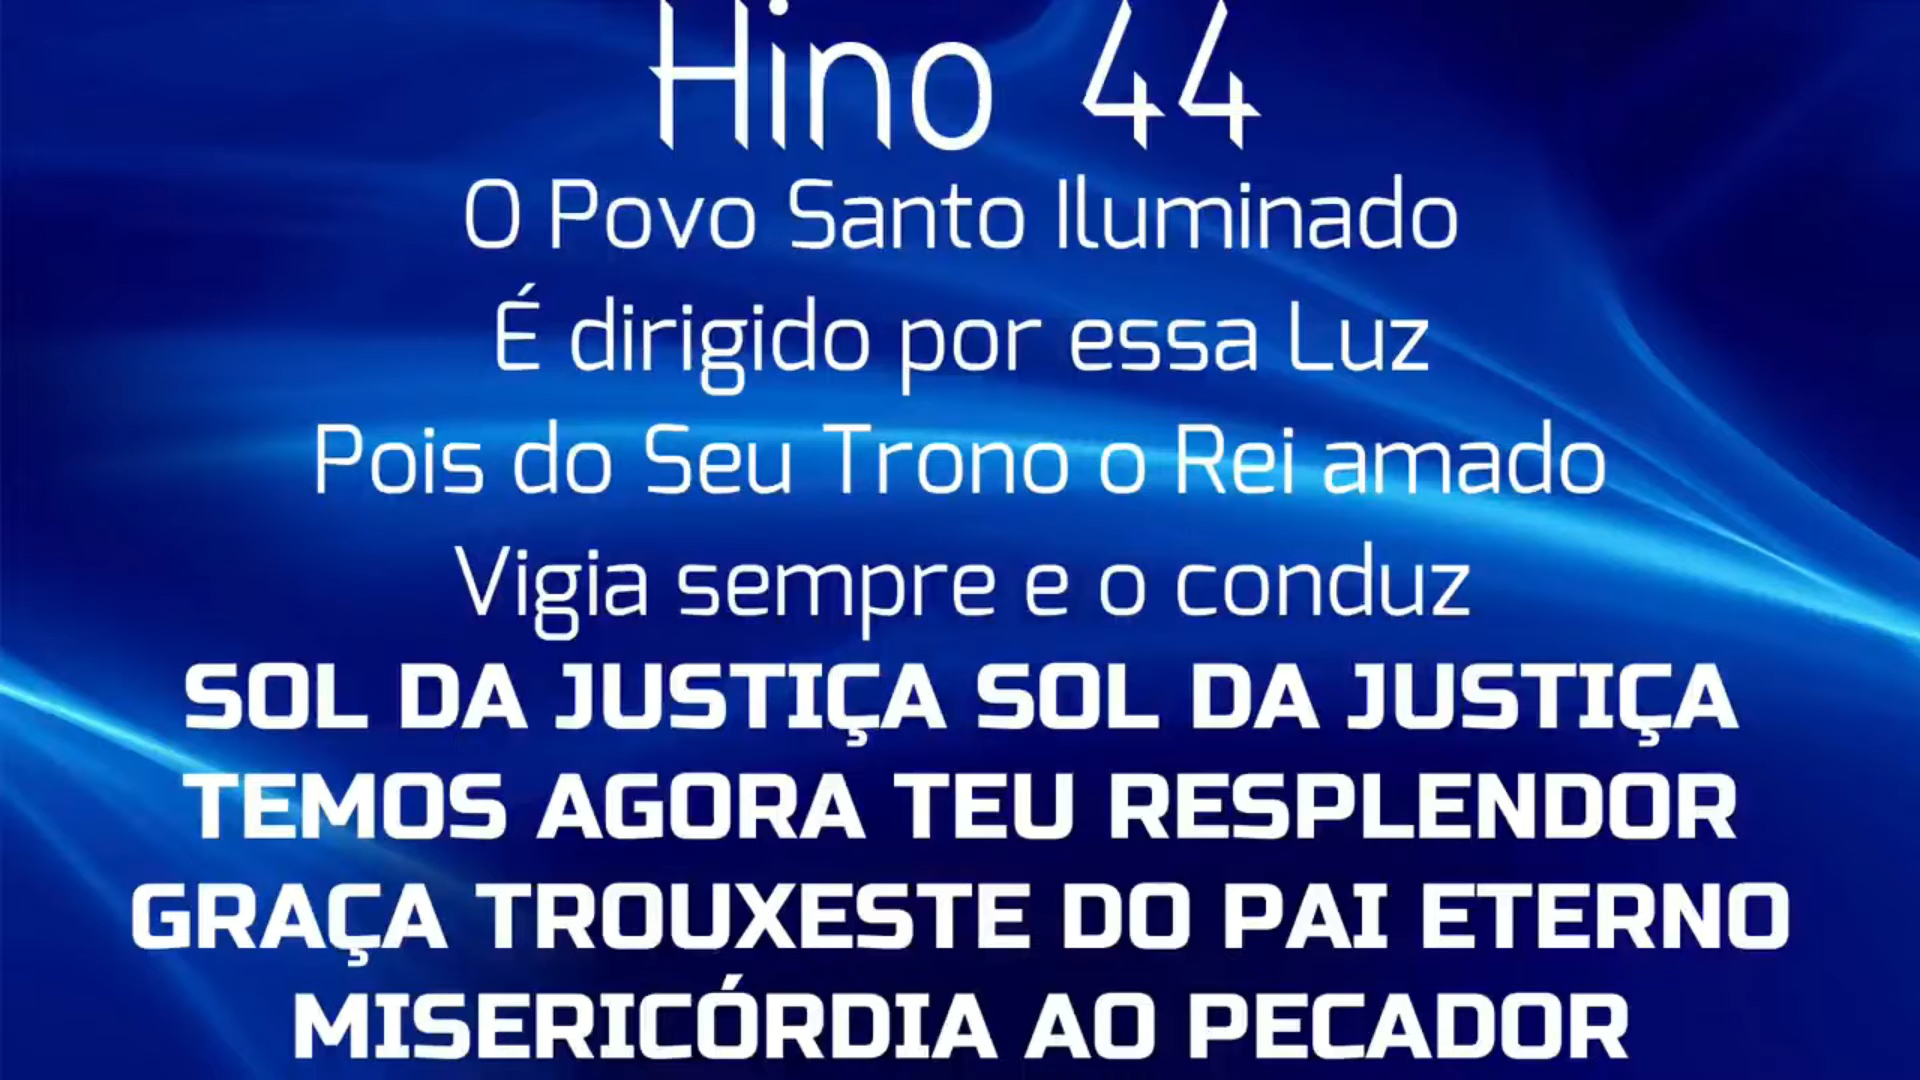 Hino 44
O Povo Santo Iluminado
É dirigido por essa Luz
Pois do Seu Trono o Rei amado
Vigia sempre e o conduz
SOL DA JUSTIÇA SOL DA JUSTIÇA
TEMOS AGORA TEU RESPLENDOR
GRAÇA TROUXESTE DO PAI ETERNO
MISERICÓRDIA AO PECADOR